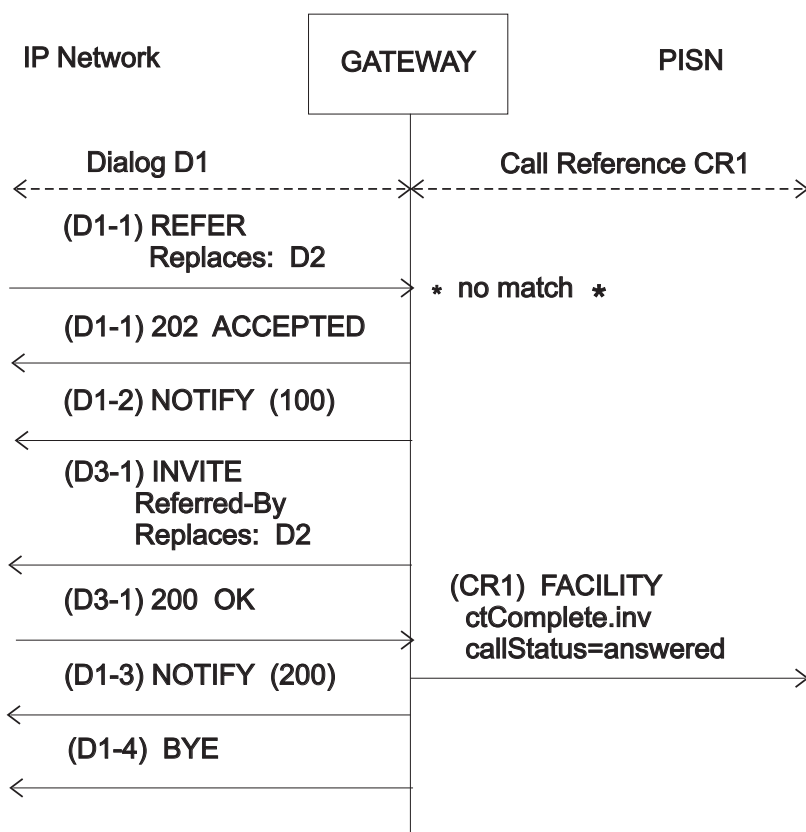 IP Network
GATEWAY
PISN
Dialog D1
Call Reference CR1
(D1-1) REFER
Replaces: D2
* no match *
(D1-1) 202 ACCEPTED
(D1-2) NOTIFY (100)
(D3-1) INVITE
Referred-By
Replaces: D2
(D3-1) 200 OK
(CR1) FACILITY
ctComplete.inv
callStatus=answered
(D1-3) NOTIFY (200)
(D1-4) BYE